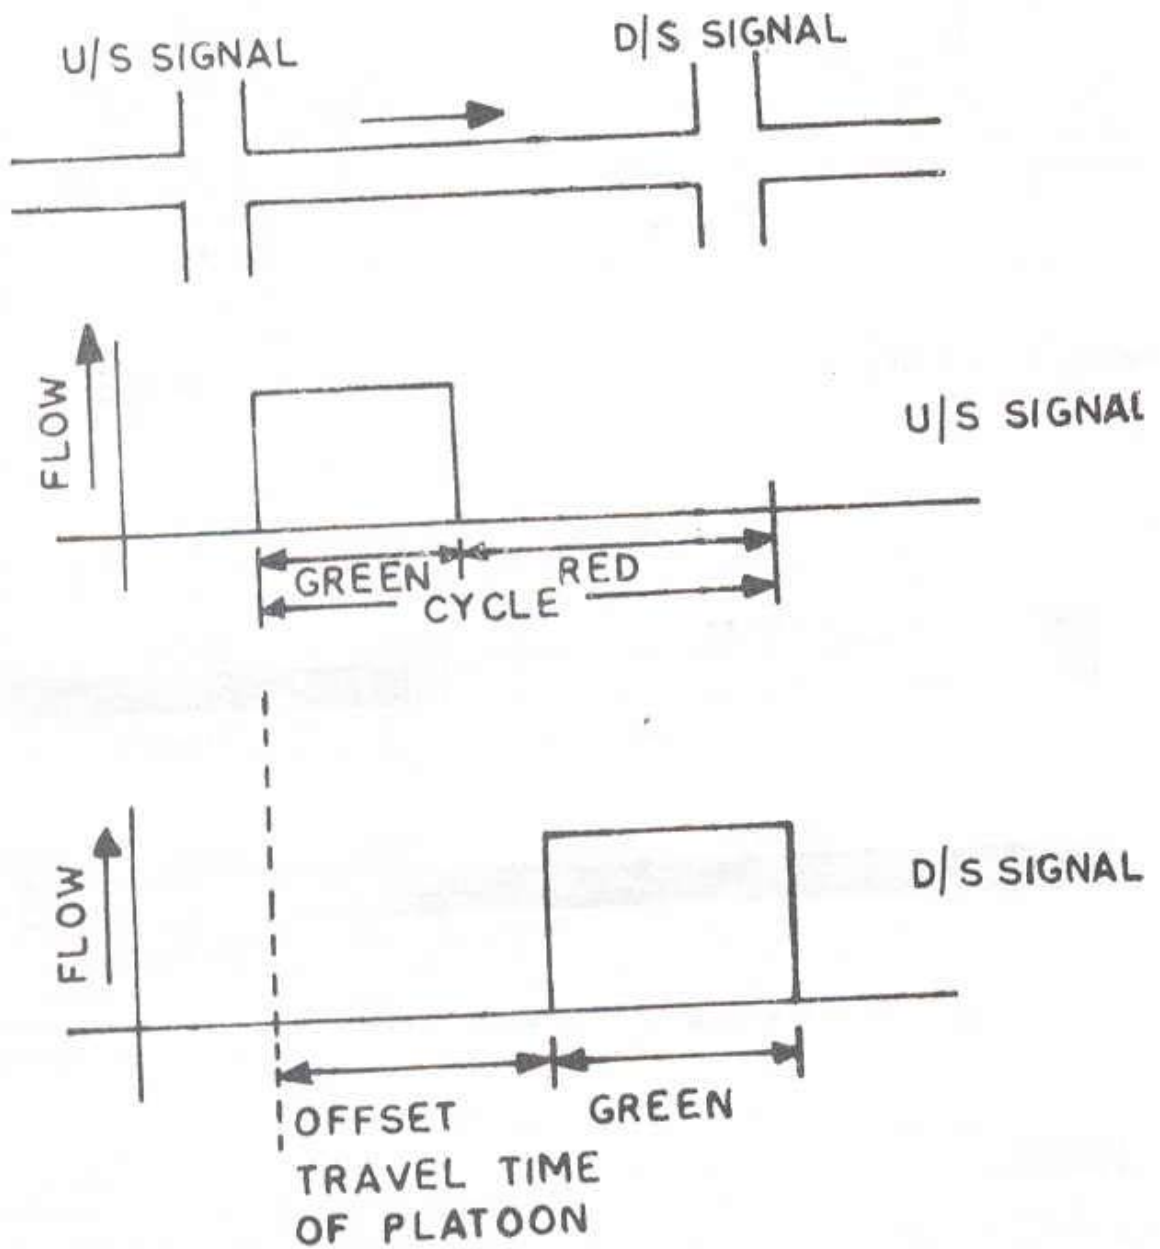 U/S SIGNAL
D/S SIGNAL
FLOW
U/S SIGNAL
GREEN
RED
CYCLE
FLOW
D/S SIGNAL
OFFSET
GREEN
TRAVEL TIME
OF PLATOON